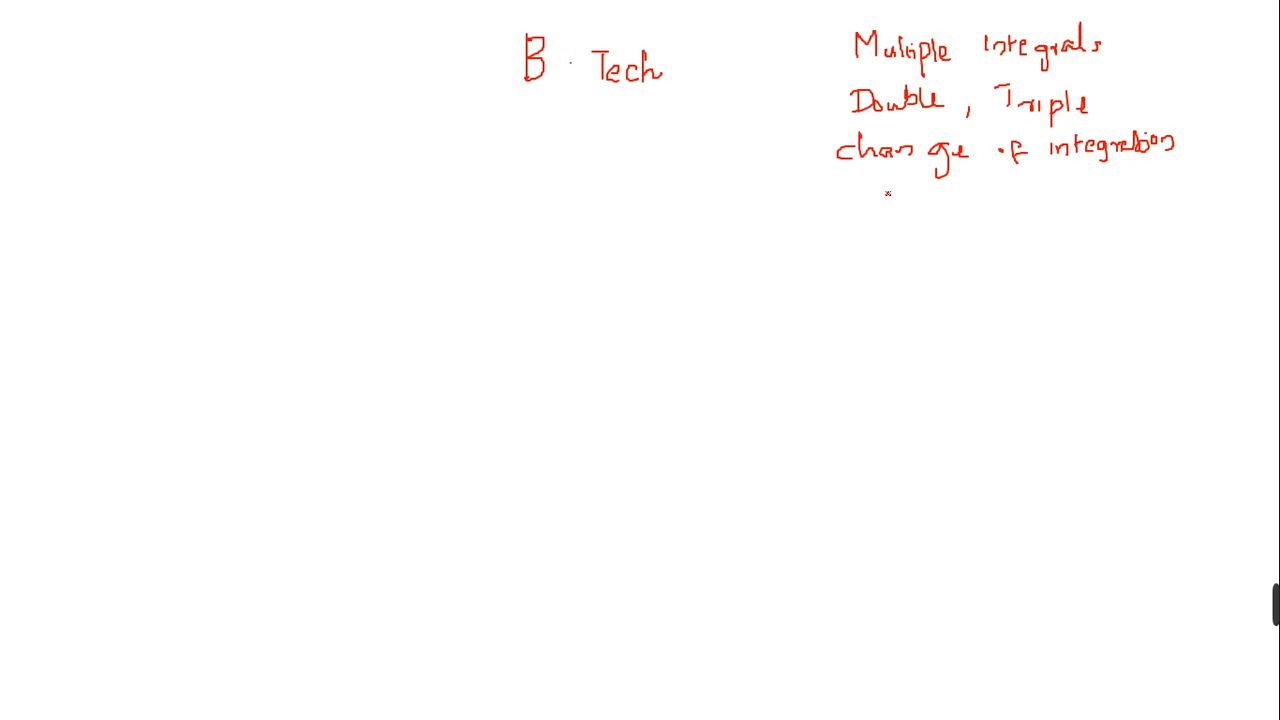 B. Tech
Multiple integrals
Double, Triple
change of integration